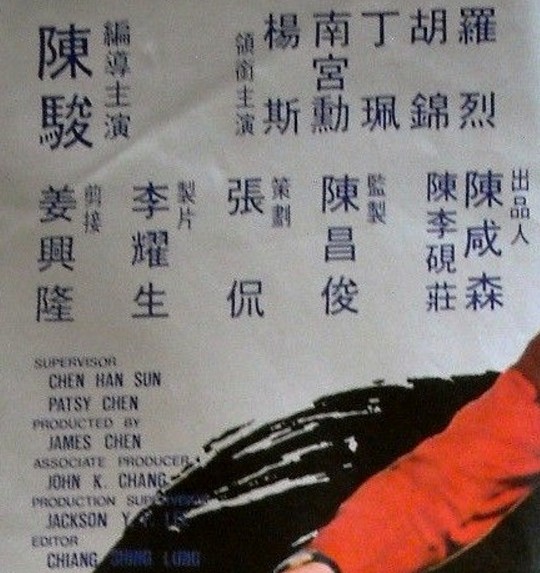 羅烈
胡錦
丁珮
南宮勳
楊斯
領銜主演
編導主演
陳駿
出品人
陳咸森
陳李硯莊
監製
陳昌俊
策劃
張侃
製片
李耀生
剪接
姜興隆
SUPERVISOR
CHEN HAN SUN
PATSY CHEN
PRODUCED BY
JAMES CHEN
ASSOCIATE PRODUCER
JOHN K. CHANG
PRODUCTION SUPERVISOR
JACKSON Y.
EDITOR
CHIANG SHING LUNG